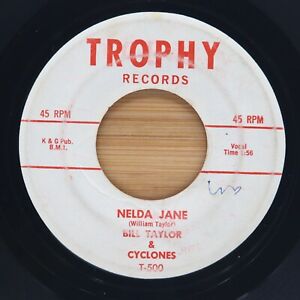 TROPHY
RECORDS
45 RPM
45 RPM
K & G Pub.
B.M.I.
Vocal
Time 1:56
NELDA JANE
(William Taylor)
BILL TAYLOR
&
CYCLONES
T-500